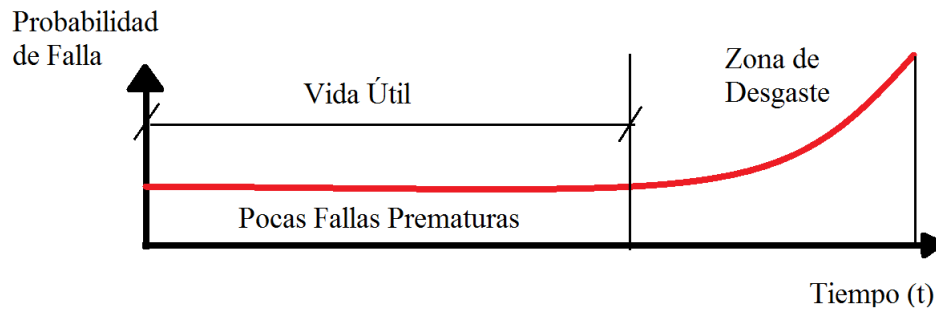 Probabilidad
de Falla
Vida Útil
Zona de
Desgaste
Pocas Fallas Prematuras
Tiempo (t)